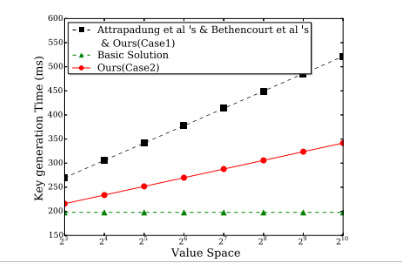 600
550
500
450
400
350
300
250
200
150
Key generation Time (ms)
Attrapadung et al 's & Bethencourt et al 's
& Ours(Case1)
Basic Solution
Ours(Case2)
2^3 2^4 2^5 2^6 2^7 2^8 2^9 2^10
Value Space